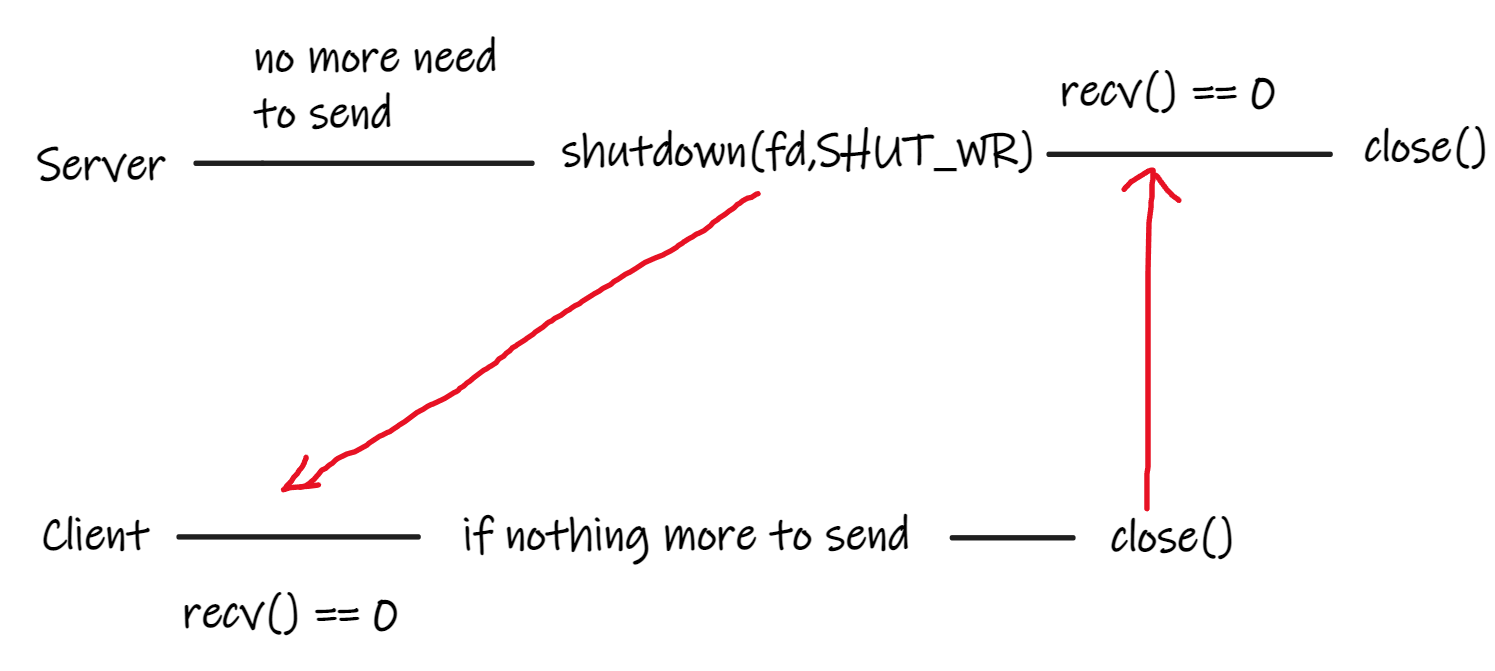 no more need
to send
recv() == 0
Server
shutdown(fd,SHUT_WR)
close()
Client
if nothing more to send
close()
recv() == 0